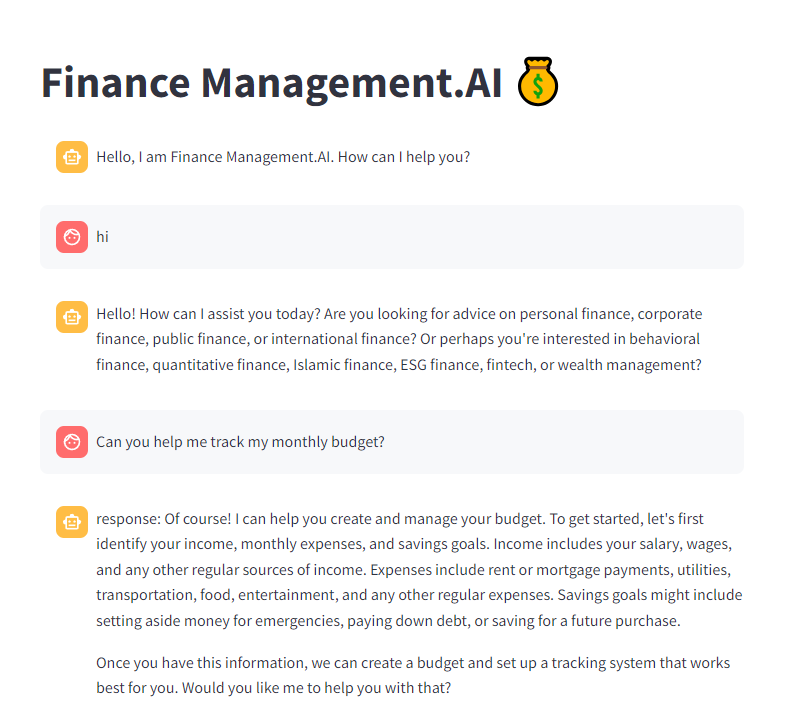 Finance Management.AI
Hello, I am Finance Management.AI. How can I help you?
hi
Hello! How can I assist you today? Are you looking for advice on personal finance, corporate
finance, public finance, or international finance? Or perhaps you're interested in behavioral
finance, quantitative finance, Islamic finance, ESG finance, fintech, or wealth management?
Can you help me track my monthly budget?
response: Of course! I can help you create and manage your budget. To get started, let's first
identify your income, monthly expenses, and savings goals. Income includes your salary, wages,
and any other regular sources of income. Expenses include rent or mortgage payments, utilities,
transportation, food, entertainment, and any other regular expenses. Savings goals might include
setting aside money for emergencies, paying down debt, or saving for a future purchase.
Once you have this information, we can create a budget and set up a tracking system that works
best for you. Would you like me to help you with that?